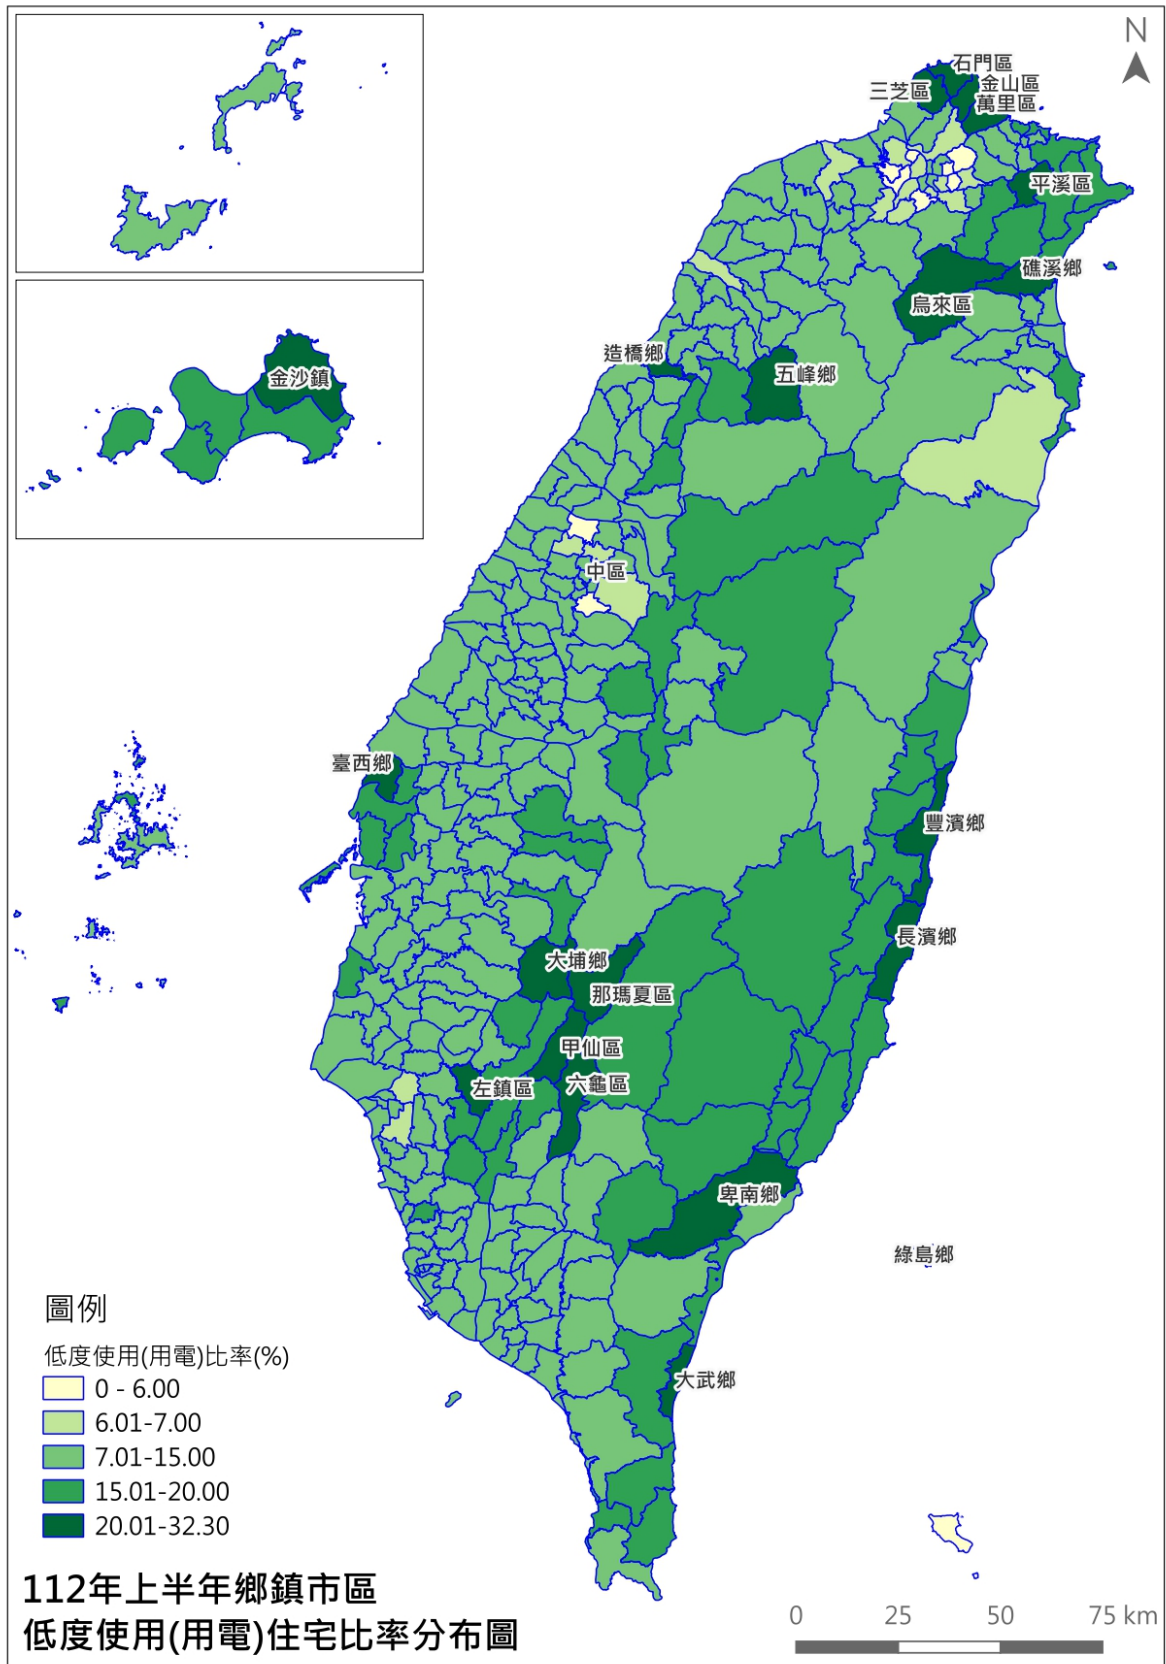 N
石門區
金山區
三芝區
萬里區
平溪區
礁溪鄉
烏來區
造橋鄉
五峰鄉
金沙鎮
中區
臺西鄉
豐濱鄉
長濱鄉
大埔鄉
那瑪夏區
甲仙區
六龜區
左鎮區
卑南鄉
綠島鄉
大武鄉
圖例
低度使用(用電)比率(%)
0 - 6.00
6.01-7.00
7.01-15.00
15.01-20.00
20.01-32.30
112年上半年鄉鎮市區
低度使用(用電)住宅比率分布圖
0 25 50 75 km